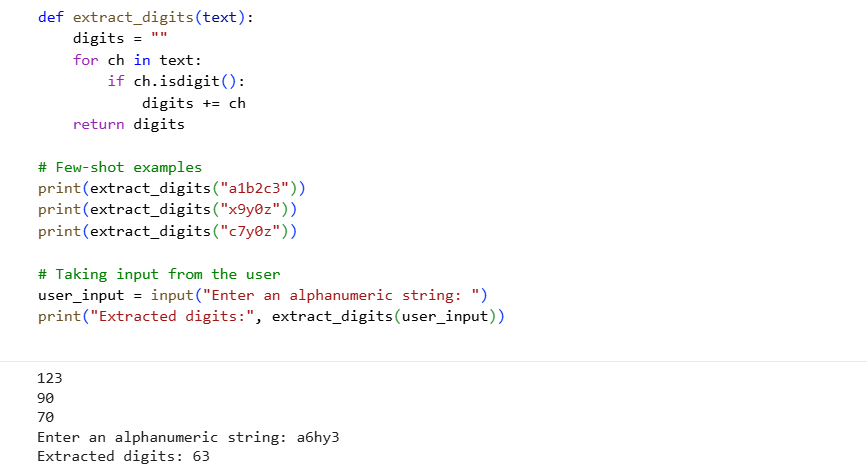 def extract_digits(text):
    digits = ""
    for ch in text:
        if ch.isdigit():
            digits += ch
    return digits

# Few-shot examples
print(extract_digits("a1b2c3"))
print(extract_digits("x9y0z"))
print(extract_digits("c7y0z"))

# Taking input from the user
user_input = input("Enter an alphanumeric string: ")
print("Extracted digits:", extract_digits(user_input))

123
90
70
Enter an alphanumeric string: a6hy3
Extracted digits: 63